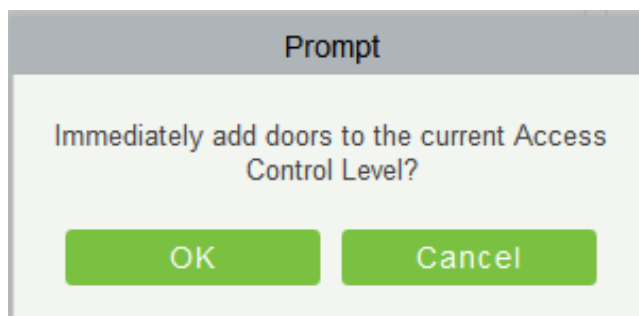 Prompt
Immediately add doors to the current Access
Control Level?
OK
Cancel